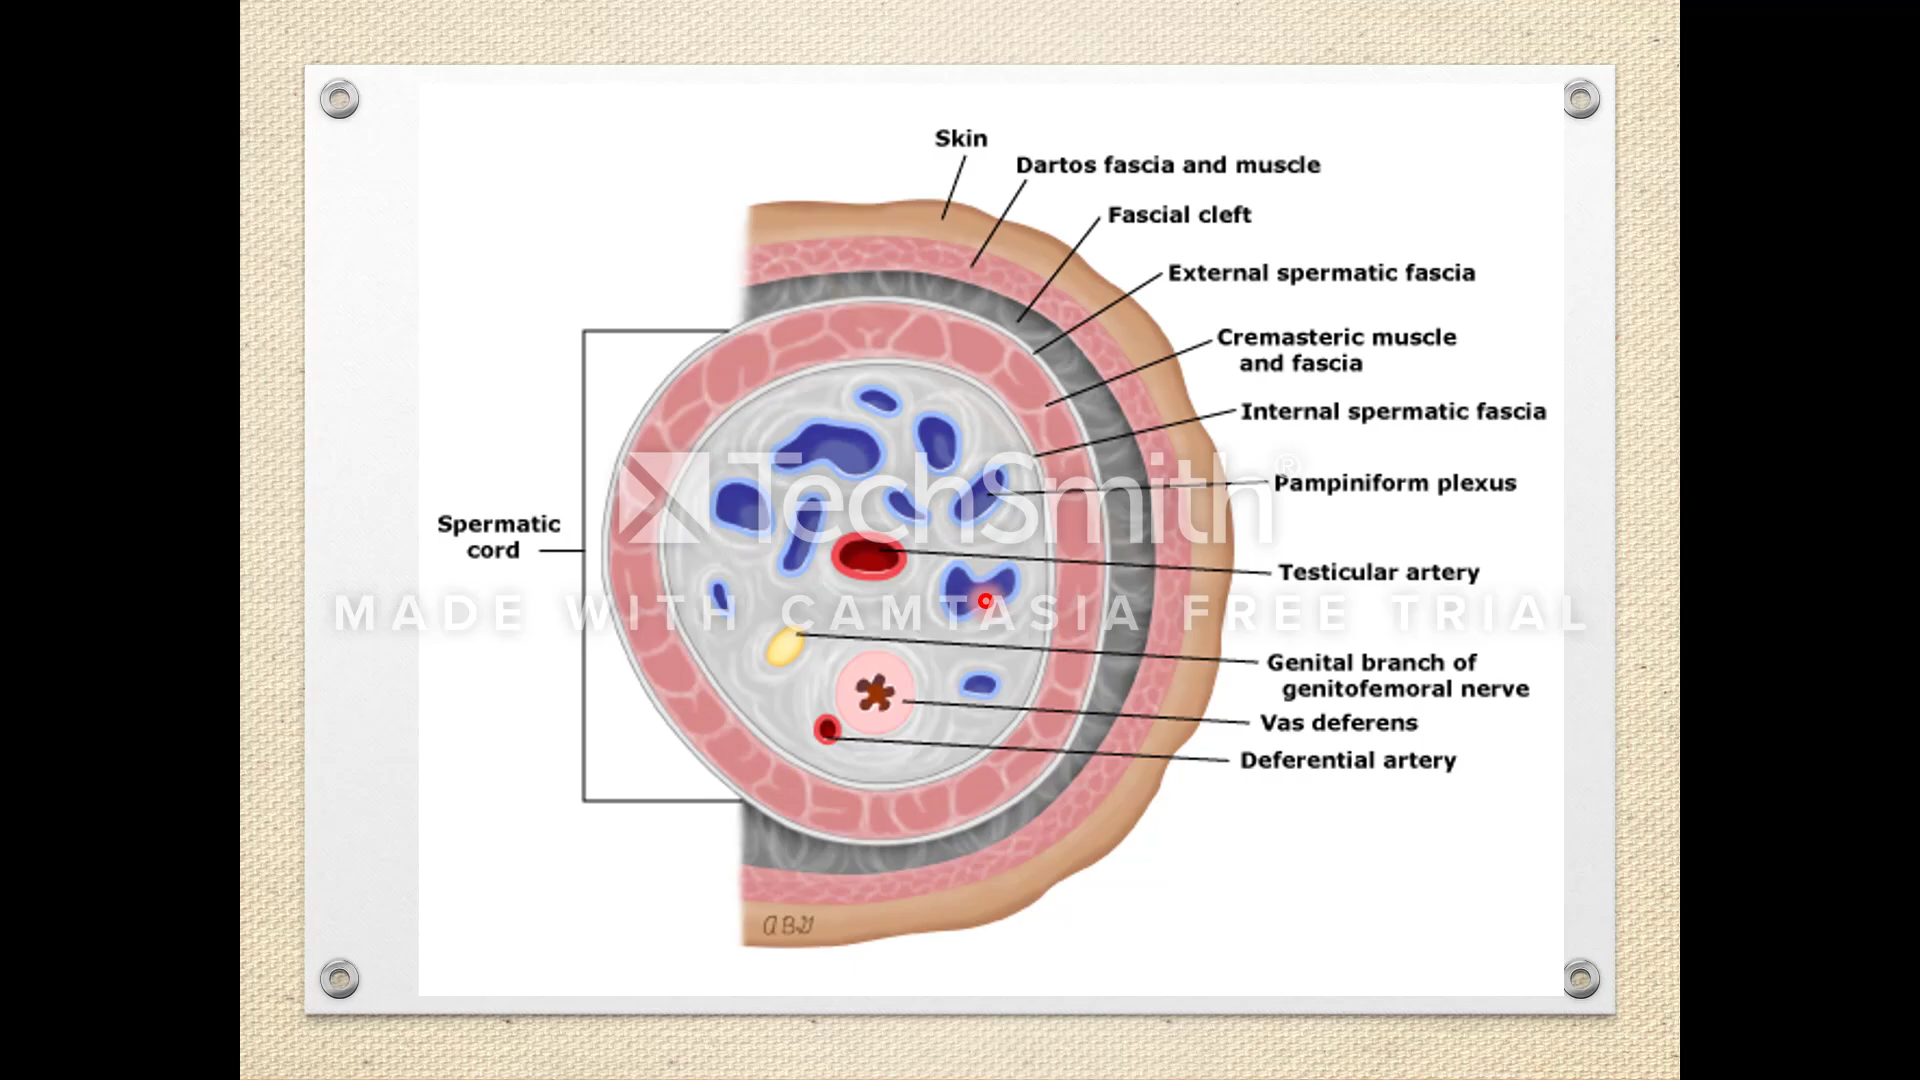 Skin
Dartos fascia and muscle
Fascial cleft
External spermatic fascia
Cremasteric muscle
and fascia
Internal spermatic fascia
TechSmith®
Pampiniform plexus
Spermatic
cord
Testicular artery
MADE WITH CAMTASIA FREE TRIAL
Genital branch of
genitofemoral nerve
Vas deferens
Deferential artery